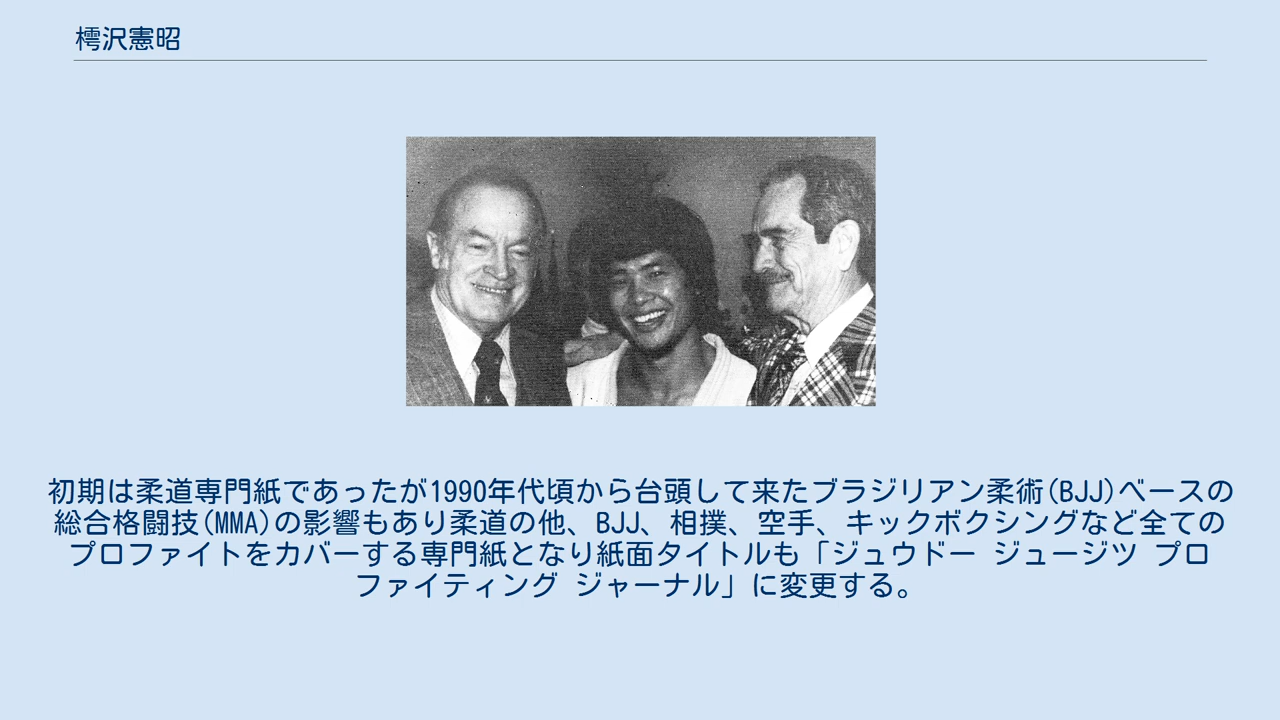 樗沢憲昭
初期は柔道専門紙であったが1990年代頃から台頭して来たブラジリアン柔術(BJJ)ベースの
総合格闘技(MMA)の影響もあり柔道の他、BJJ、相撲、空手、キックボクシングなど全ての
プロファイトをカバーする専門紙となり紙面タイトルも「ジュウドー ジュージツ プロ
ファイティング ジャーナル」に変更する。